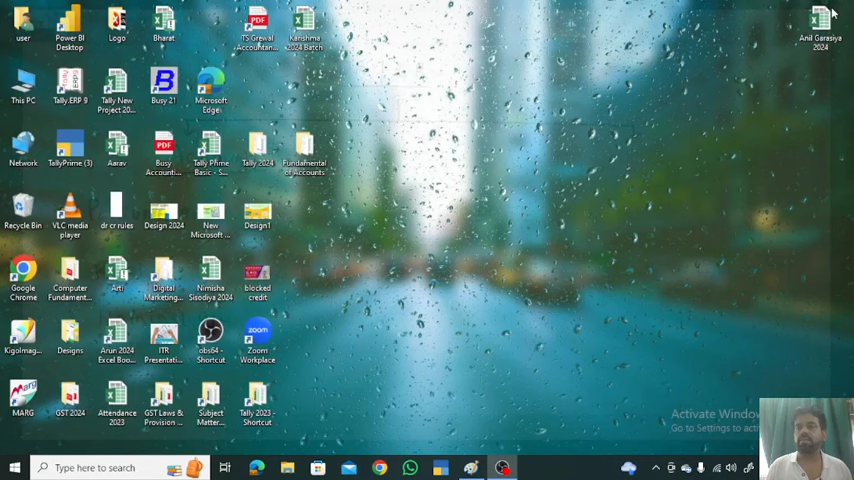 user
Power BI
Desktop
Logo
Bharat
TS Grewal
Accountan...
Karishma
2024 Batch
Anil Garasiya
2024
This PC
Tally.ERP 9
Tally New
Project 20...
Busy 21
Microsoft
Edge
Network
TallyPrime (3)
Aarav
Busy
Accounti...
Tally Prime
Basic - S...
Tally 2024
Fundamental
of Accounts
Recycle Bin
VLC media
player
dr cr rules
Design 2024
New
Microsoft ...
Design1
Google
Chrome
Computer
Fundament...
Arti
Digital
Marketing...
Nimisha
Sisodiya 2024
blocked
credit
KigoImag...
Designs
Arun 2024
Excel Boo...
ITR
Presentati...
obs64 -
Shortcut
Zoom
Workplace
MARG
GST 2024
Attendance
2023
GST Laws &
Provision ...
Subject
Matter...
Tally 2023 -
Shortcut
Activate Window
Go to Settings to acti
Type here to search